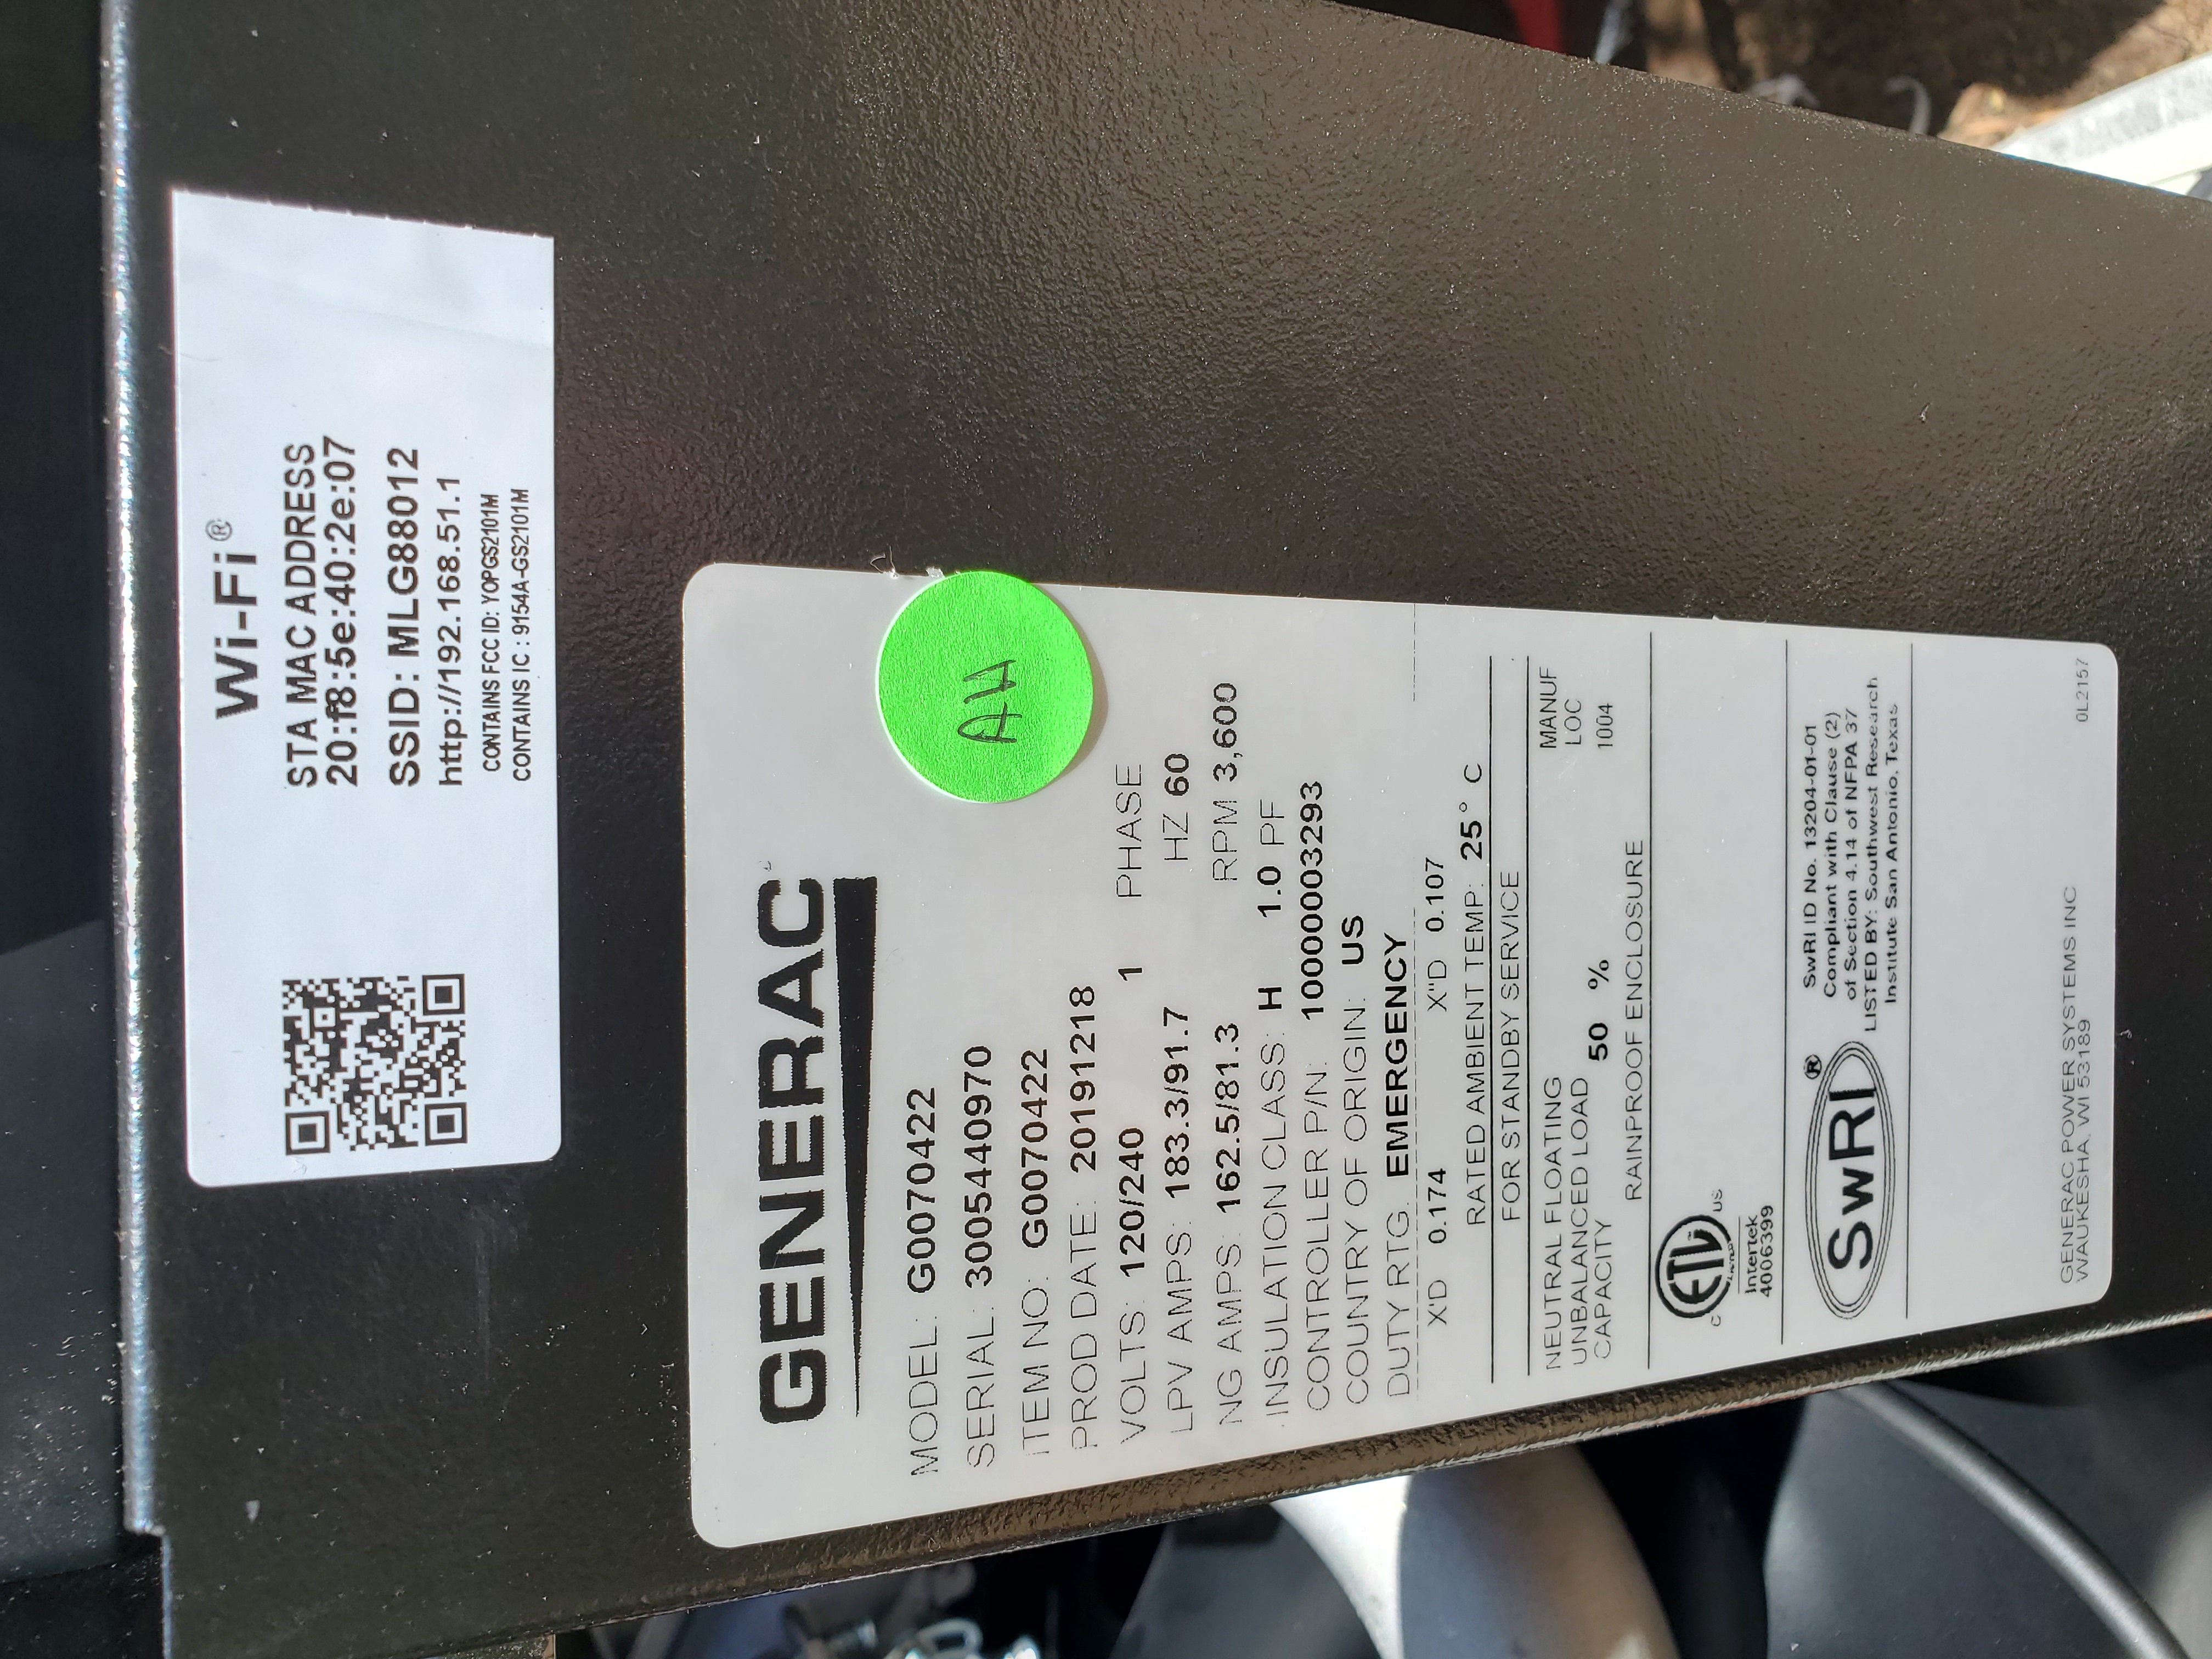 Wi-Fi®
STA MAC ADDRESS
20:f8:5e:40:2e:07
SSID: MLG88012
http://192.168.51.1
CONTAINS FCC ID: YOPGS2101M
CONTAINS IC : 9154A-GS2101M
GENERAC
MODEL: G0070422
SERIAL: 3005440970
AH
ITEM NO: G0070422
PROD DATE: 20191218
VOLTS: 120/240 1 PHASE
LPV AMPS: 183.3/91.7 HZ 60
NG AMPS: 162.5/81.3 RPM 3,600
INSULATION CLASS: H 1.0 PF
CONTROLLER P/N: 10000003293
COUNTRY OF ORIGIN: US
DUTY RTG. EMERGENCY
X'D 0.174 X"D 0.107
RATED AMBIENT TEMP: 25° C
FOR STANDBY SERVICE
NEUTRAL FLOATING
UNBALANCED LOAD
CAPACITY 50 %
MANUF
LOC
1004
RAINPROOF ENCLOSURE
ETL
LISTED
C US
Intertek
4006399
SwRI®
SwRI ID No. 13204-01-01
Compliant with Clause (2)
of Section 4.14 of NFPA 37
LISTED BY: Southwest Research
Institute San Antonio, Texas
GENERAC POWER SYSTEMS INC
WAUKESHA, WI 53189
0L2157